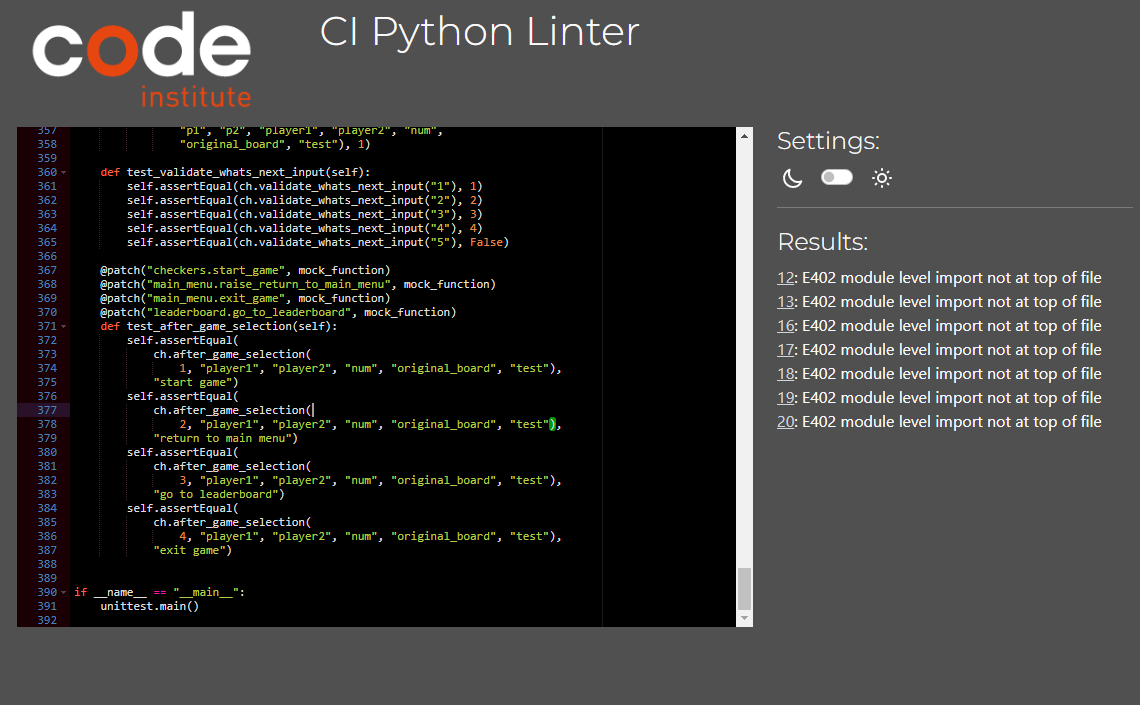 code
institute
CI Python Linter
357 "p1", "p2", "player1", "player2", "num",
358 "original_board", "test"), 1)
359
360 def test_validate_whats_next_input(self):
361 self.assertEqual(ch.validate_whats_next_input("1"), 1)
362 self.assertEqual(ch.validate_whats_next_input("2"), 2)
363 self.assertEqual(ch.validate_whats_next_input("3"), 3)
364 self.assertEqual(ch.validate_whats_next_input("4"), 4)
365 self.assertEqual(ch.validate_whats_next_input("5"), False)
366
367 @patch("checkers.start_game", mock_function)
368 @patch("main_menu.raise_return_to_main_menu", mock_function)
369 @patch("main_menu.exit_game", mock_function)
370 @patch("leaderboard.go_to_leaderboard", mock_function)
371 def test_after_game_selection(self):
372 self.assertEqual(
373 ch.after_game_selection(
374 1, "player1", "player2", "num", "original_board", "test"),
375 "start game")
376 self.assertEqual(
377 ch.after_game_selection(
378 2, "player1", "player2", "num", "original_board", "test"),
379 "return to main menu")
380 self.assertEqual(
381 ch.after_game_selection(
382 3, "player1", "player2", "num", "original_board", "test"),
383 "go to leaderboard")
384 self.assertEqual(
385 ch.after_game_selection(
386 4, "player1", "player2", "num", "original_board", "test"),
387 "exit game")
388
389
390 if __name__ == "__main__":
391 unittest.main()
392
Settings:
Results:
12: E402 module level import not at top of file
13: E402 module level import not at top of file
16: E402 module level import not at top of file
17: E402 module level import not at top of file
18: E402 module level import not at top of file
19: E402 module level import not at top of file
20: E402 module level import not at top of file